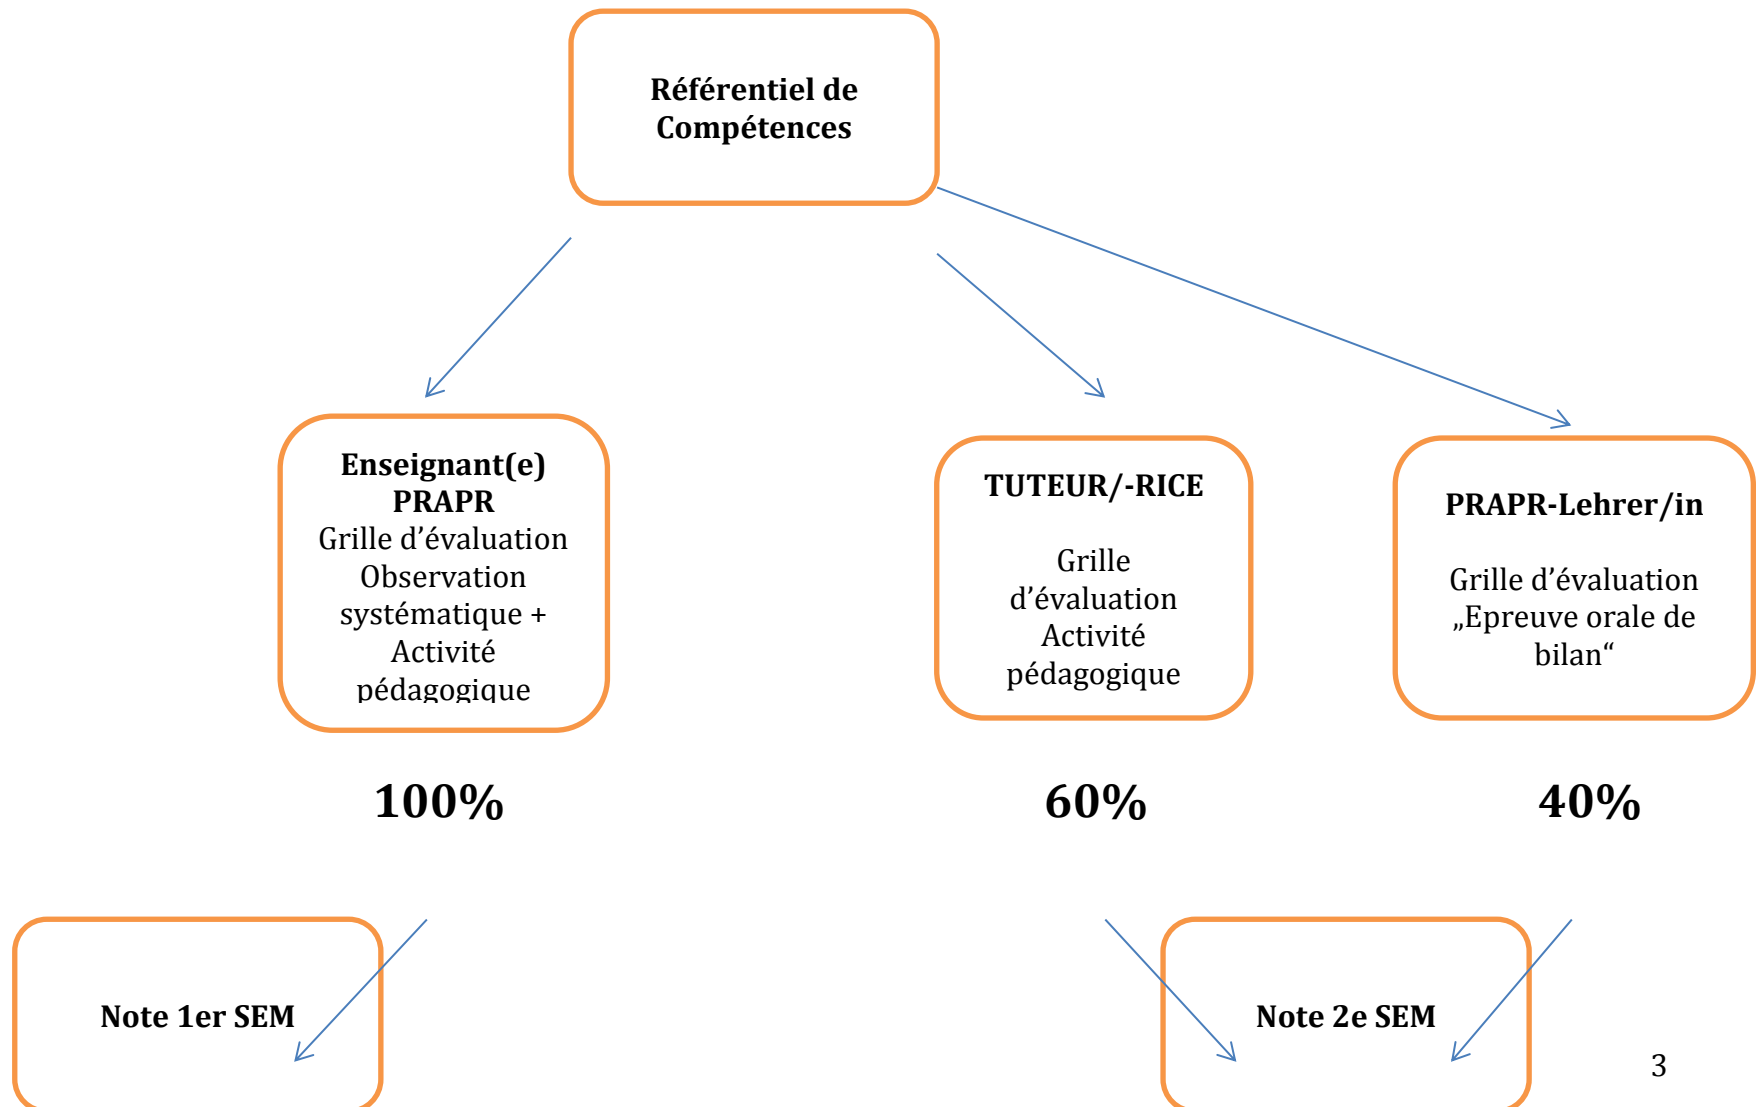 Référentiel de
Compétences
Enseignant(e)
PRAPR
Grille d’évaluation
Observation
systématique +
Activité
pédagogique
TUTEUR/-RICE
Grille
d’évaluation
Activité
pédagogique
PRAPR-Lehrer/in
Grille d’évaluation
„Epreuve orale de
bilan“
100%
60%
40%
Note 1er SEM
Note 2e SEM
3